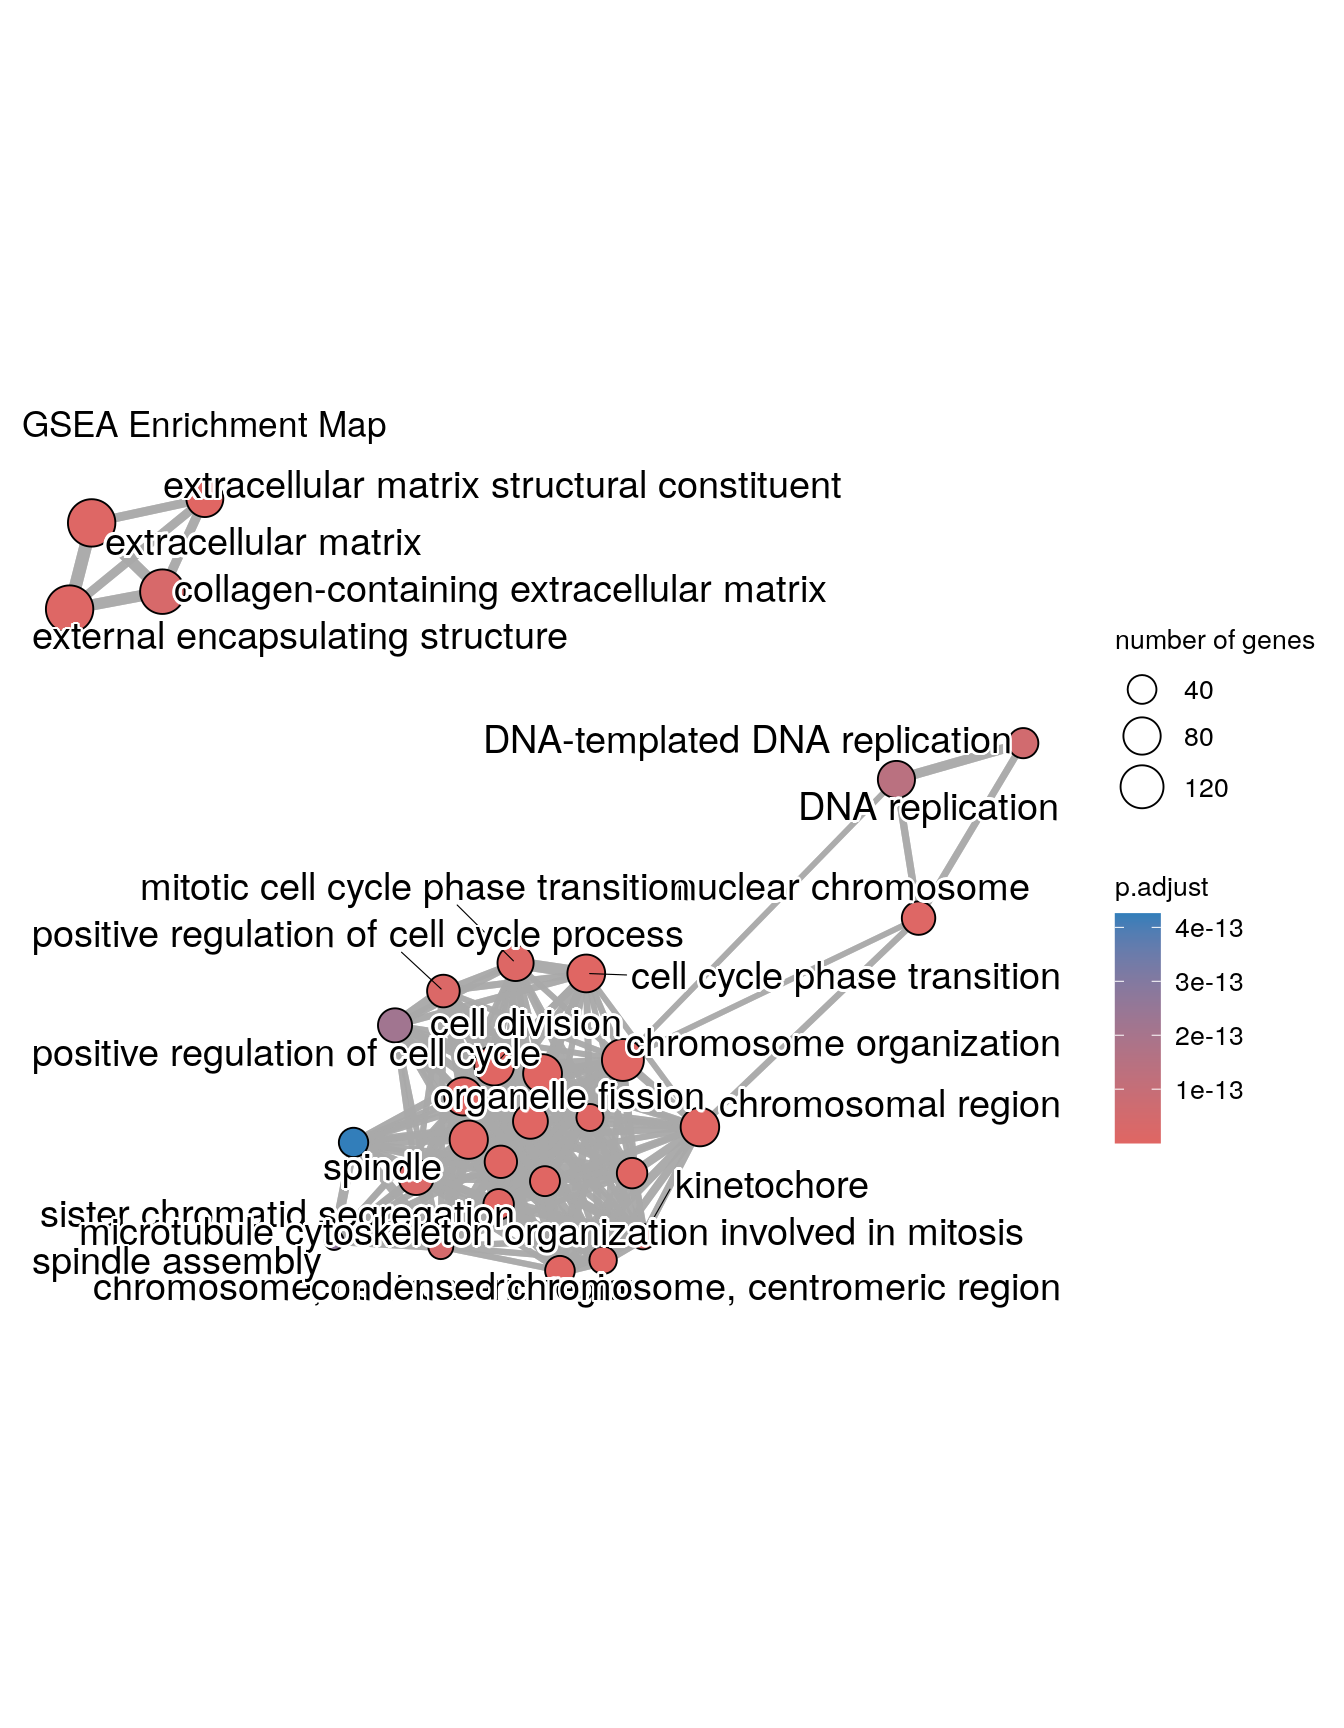 GSEA Enrichment Map
extracellular matrix structural constituent
extracellular matrix
collagen-containing extracellular matrix
external encapsulating structure
number of genes
40
80
120
DNA-templated DNA replication
DNA replication
mitotic cell cycle phase transition
nuclear chromosome
positive regulation of cell cycle process
cell cycle phase transition
cell division
positive regulation of cell cycle
chromosome organization
organelle fission
chromosomal region
spindle
kinetochore
sister chromatid segregation
microtubule cytoskeleton organization involved in mitosis
spindle assembly
chromosome
condensed chromosome, centromeric region
p.adjust
4e-13
3e-13
2e-13
1e-13